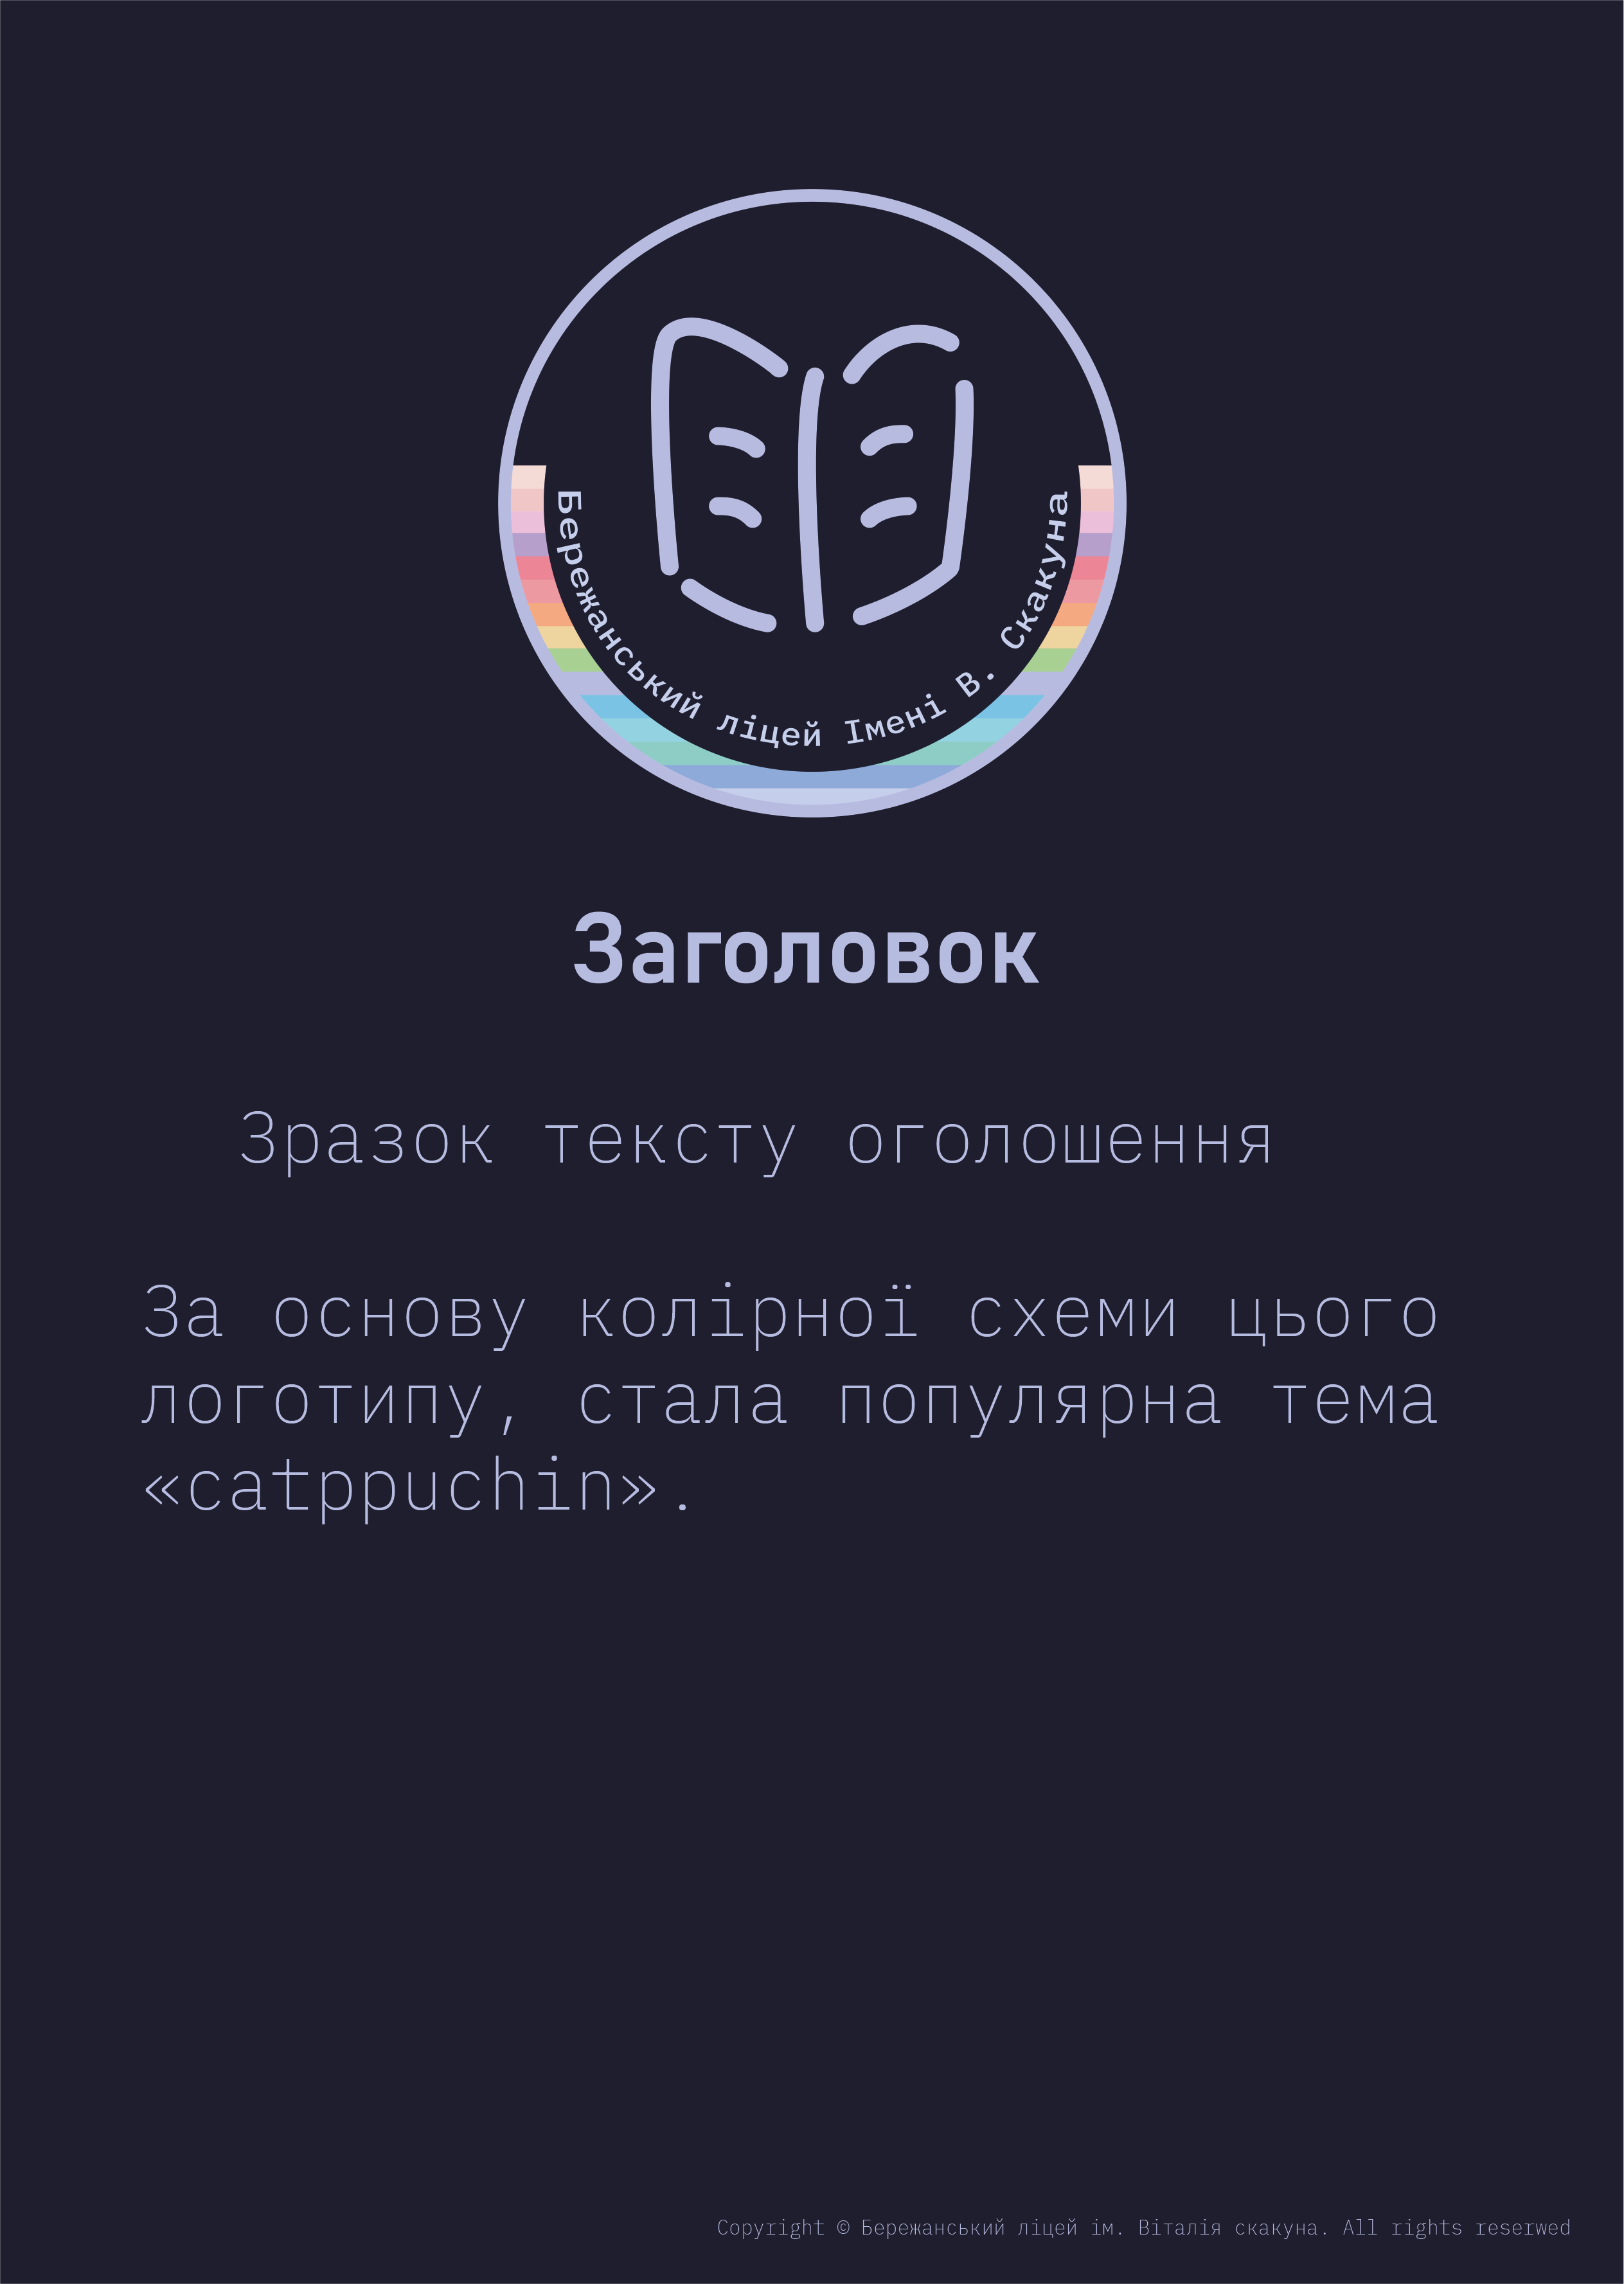 Бережанський ліцей Імені В. Скакуна
Заголовок
Зразок тексту оголошення
За основу колірної схеми цього
логотипу, стала популярна тема
«catppuchin».
Copyright © Бережанський ліцей ім. Віталія скакуна. All rights reserwed